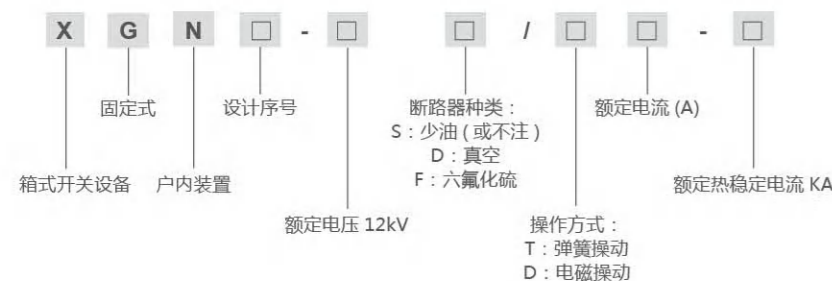 X G N □ - □ □ / □ □ - □
固定式
设计序号
断路器种类：
S：少油 ( 或不注 )
D：真空
F：六氟化硫
额定电流 (A)
箱式开关设备
户内装置
额定热稳定电流 KA
额定电压 12kV
操作方式：
T：弹簧操动
D：电磁操动